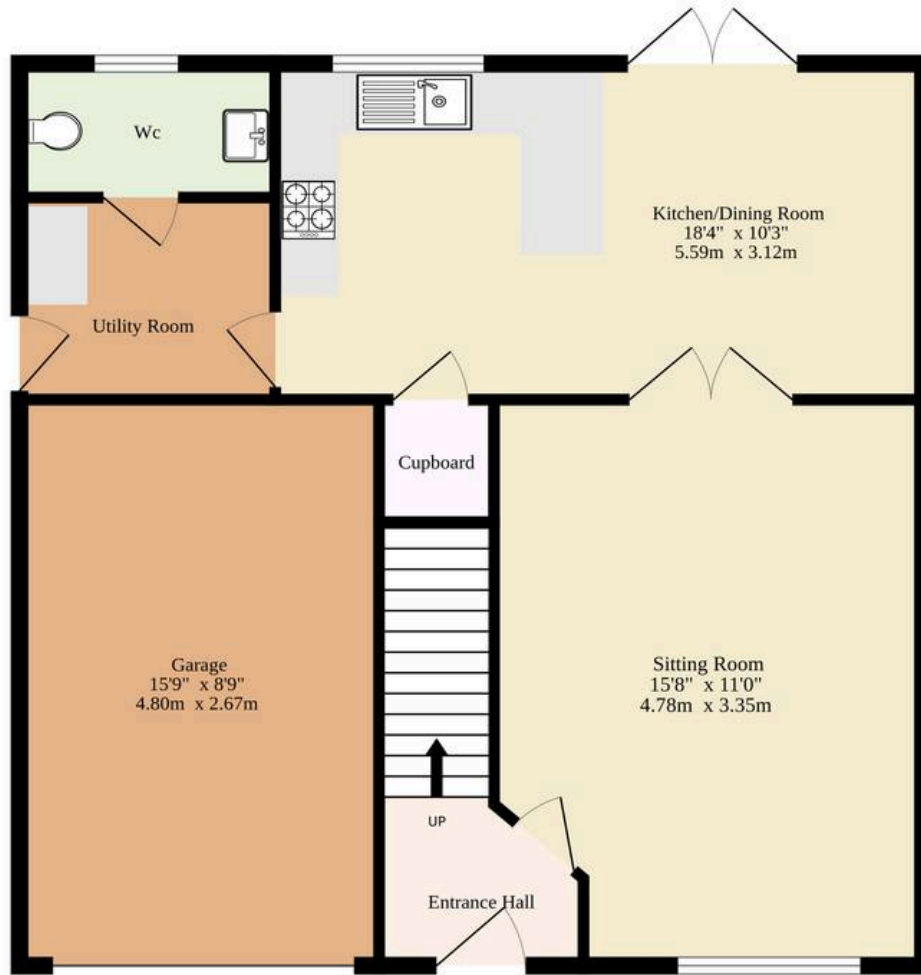 Wc
Kitchen/Dining Room
18'4" x 10'3"
5.59m x 3.12m
Utility Room
Cupboard
Garage
15'9" x 8'9"
4.80m x 2.67m
Sitting Room
15'8" x 11'0"
4.78m x 3.35m
UP
Entrance Hall